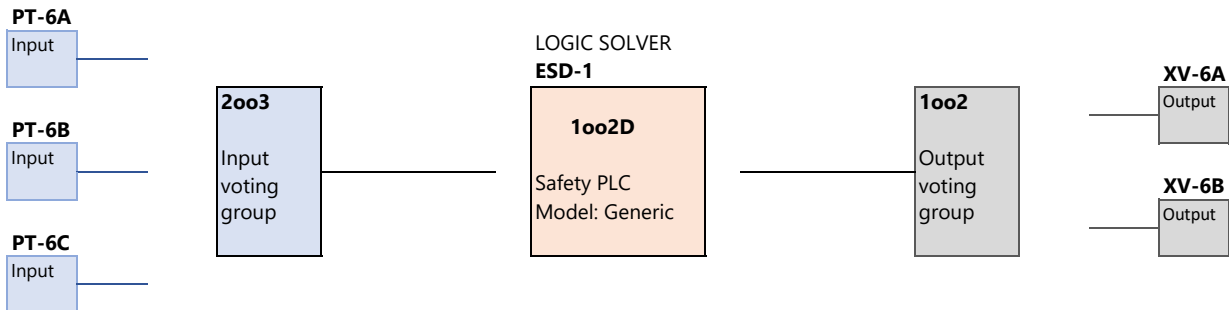 PT-6A
Input
PT-6B
Input
PT-6C
Input
2oo3
Input
voting
group
LOGIC SOLVER
ESD-1
1oo2D
Safety PLC
Model: Generic
1oo2
Output
voting
group
XV-6A
Output
XV-6B
Output